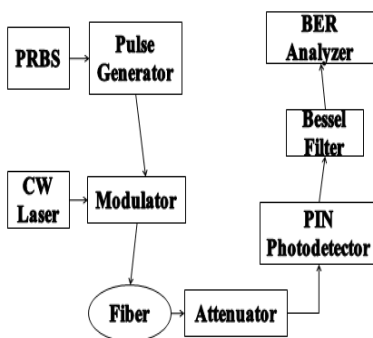 PRBS
Pulse
Generator
CW
Laser
Modulator
Fiber
Attenuator
PIN
Photodetector
Bessel
Filter
BER
Analyzer